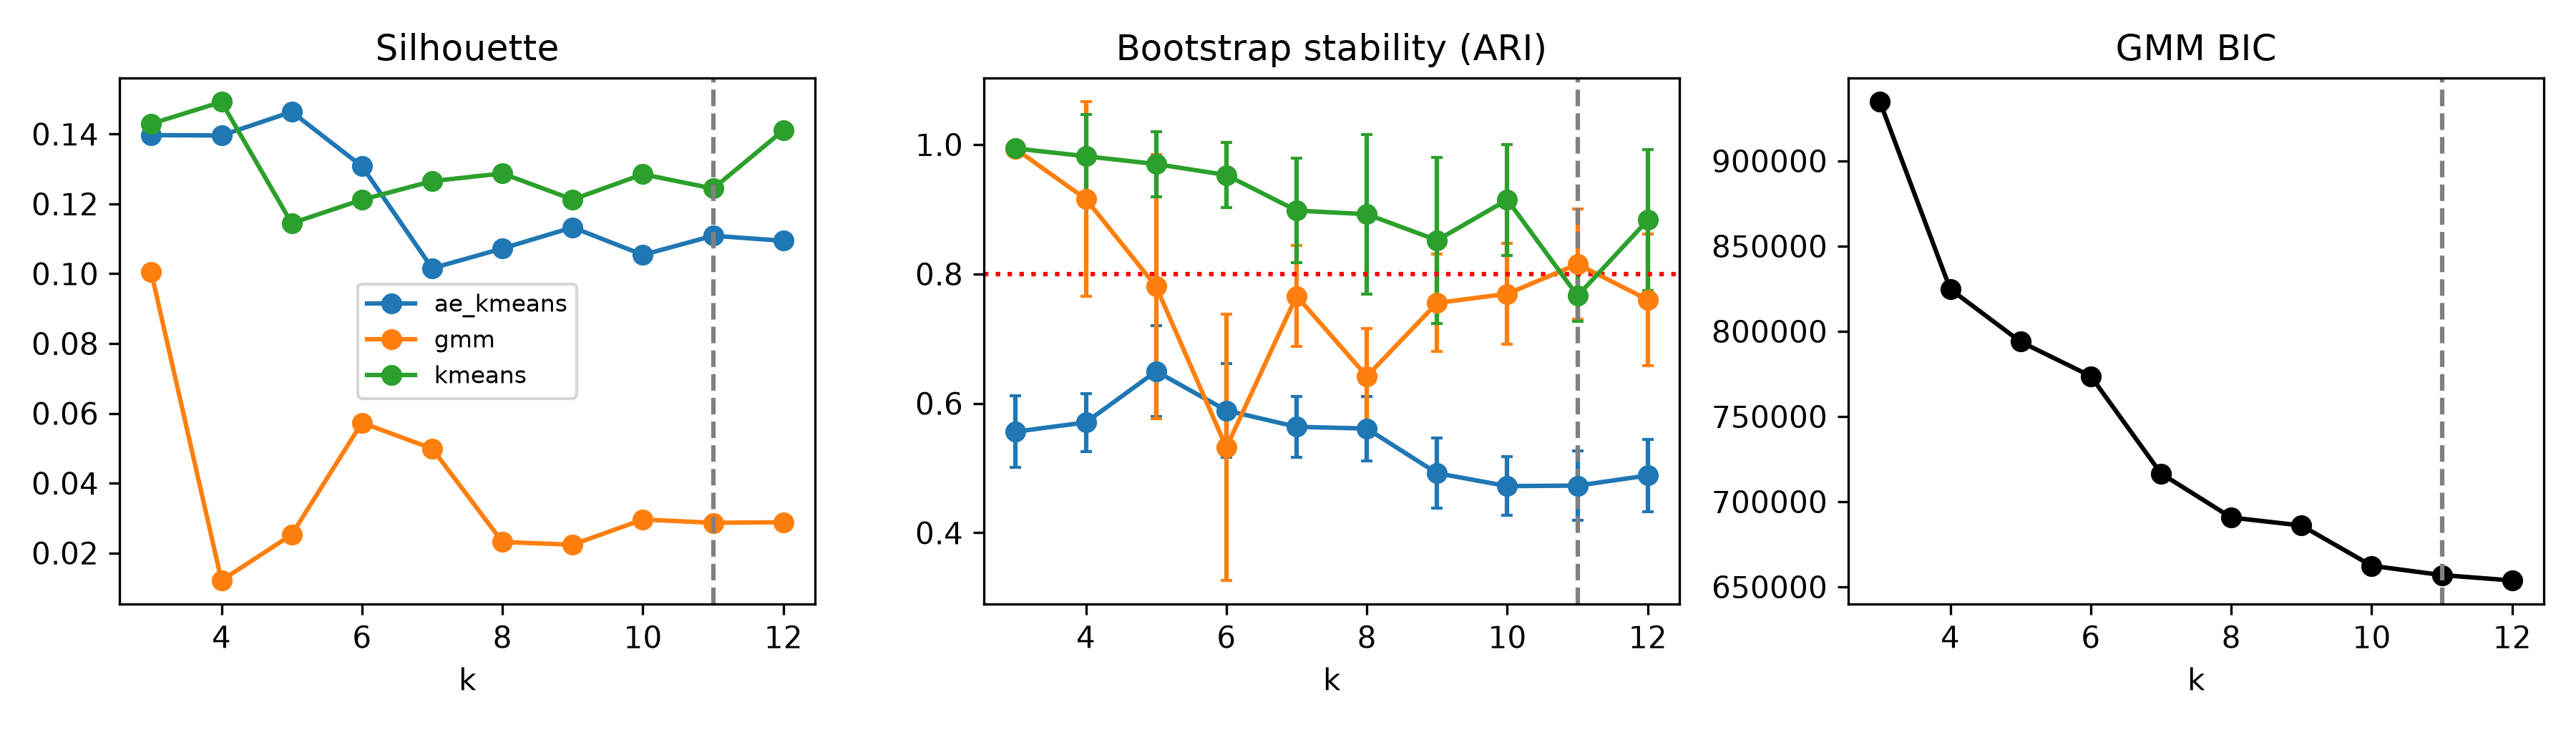 Silhouette
0.14
0.12
0.10
0.08
0.06
0.04
0.02
ae_kmeans
gmm
kmeans
4 6 8 10 12
k
Bootstrap stability (ARI)
1.0
0.8
0.6
0.4
4 6 8 10 12
k
GMM BIC
900000
850000
800000
750000
700000
650000
4 6 8 10 12
k